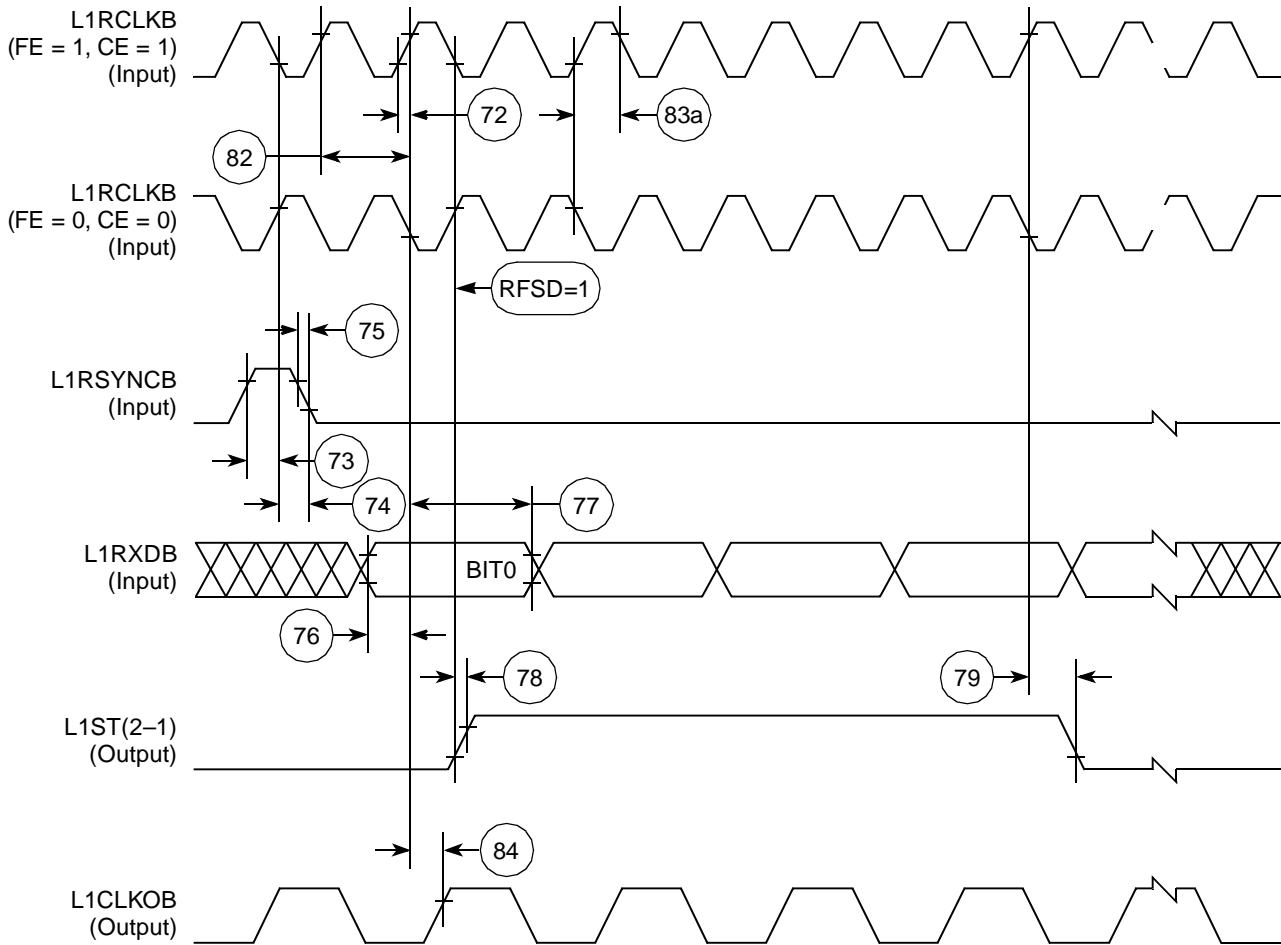 L1RCLKB
(FE = 1, CE = 1)
(Input)
72
83a
82
L1RCLKB
(FE = 0, CE = 0)
(Input)
RFSD=1
75
L1RSYNCB
(Input)
73
74
77
L1RXDB
(Input)
BIT0
76
78
79
L1ST(2–1)
(Output)
84
L1CLKOB
(Output)